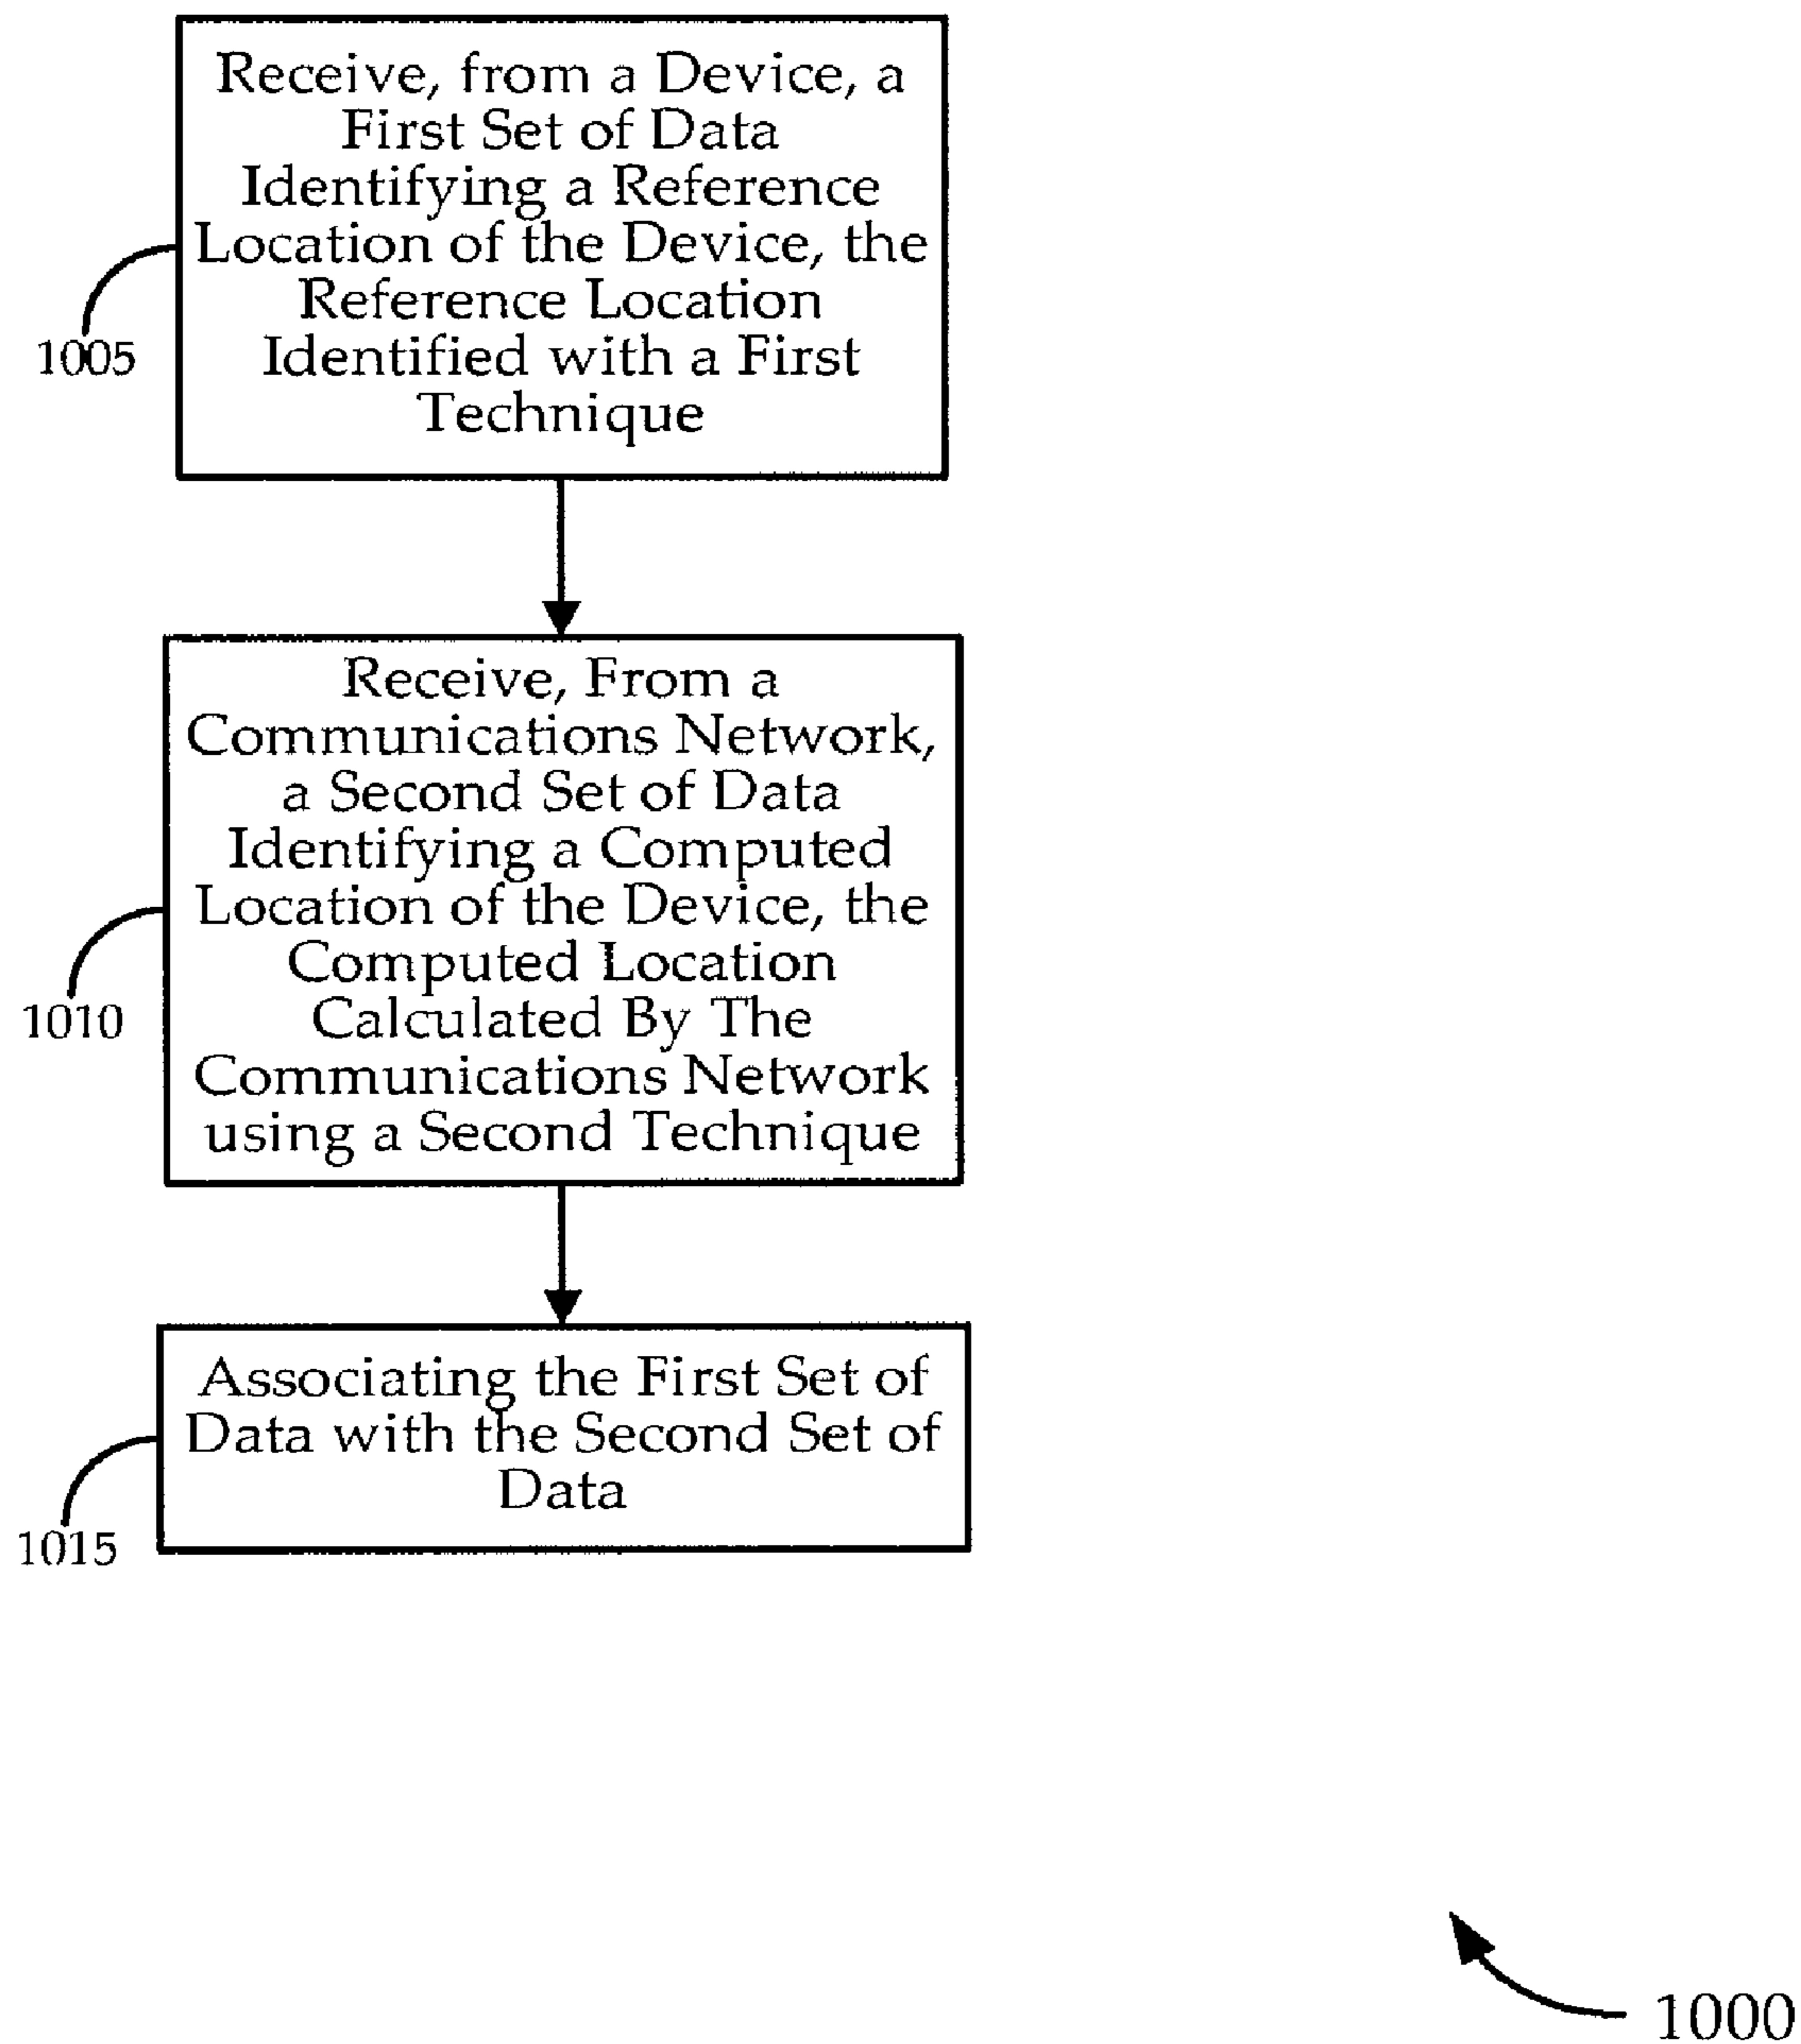 Receive, from a Device, a
First Set of Data
Identifying a Reference
Location of the Device, the
Reference Location
Identified with a First
Technique
1005
Receive, From a
Communications Network,
a Second Set of Data
Identifying a Computed
Location of the Device, the
Computed Location
Calculated By The
Communications Network
using a Second Technique
1010
Associating the First Set of
Data with the Second Set of
Data
1015
1000